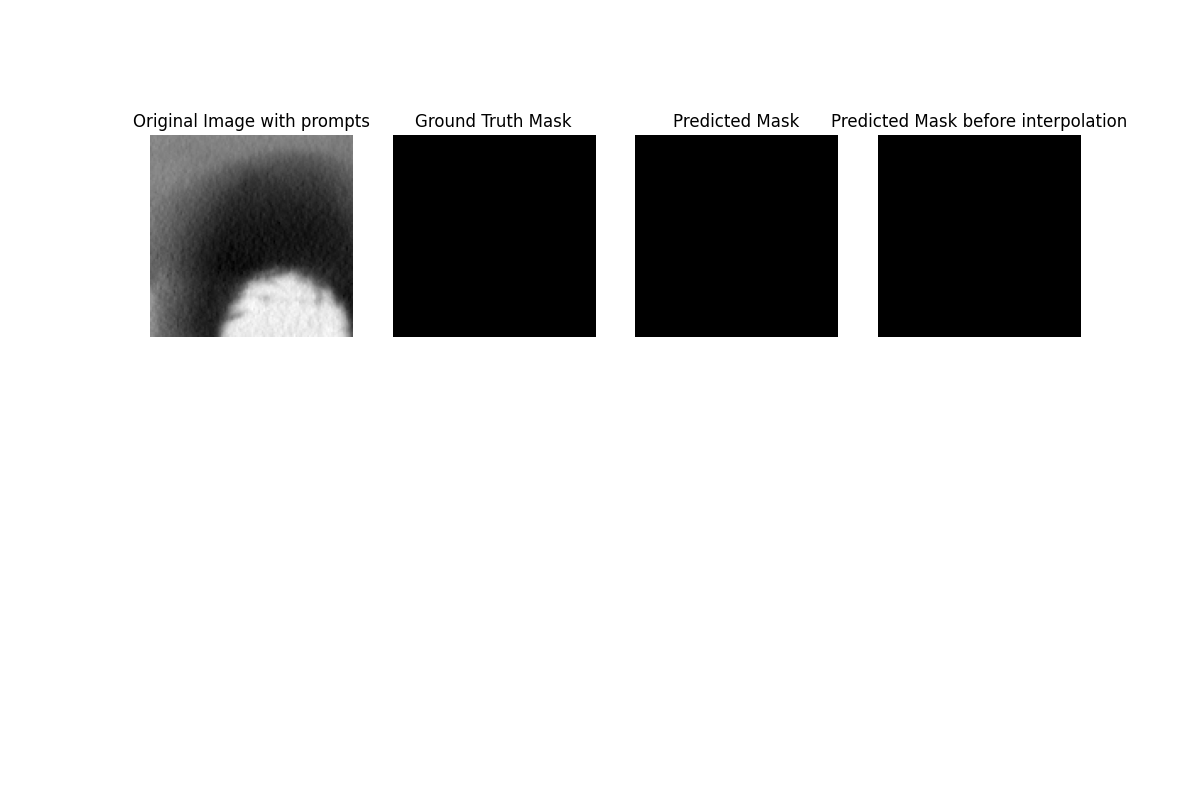 Original Image with prompts
Ground Truth Mask
Predicted Mask
Predicted Mask before interpolation